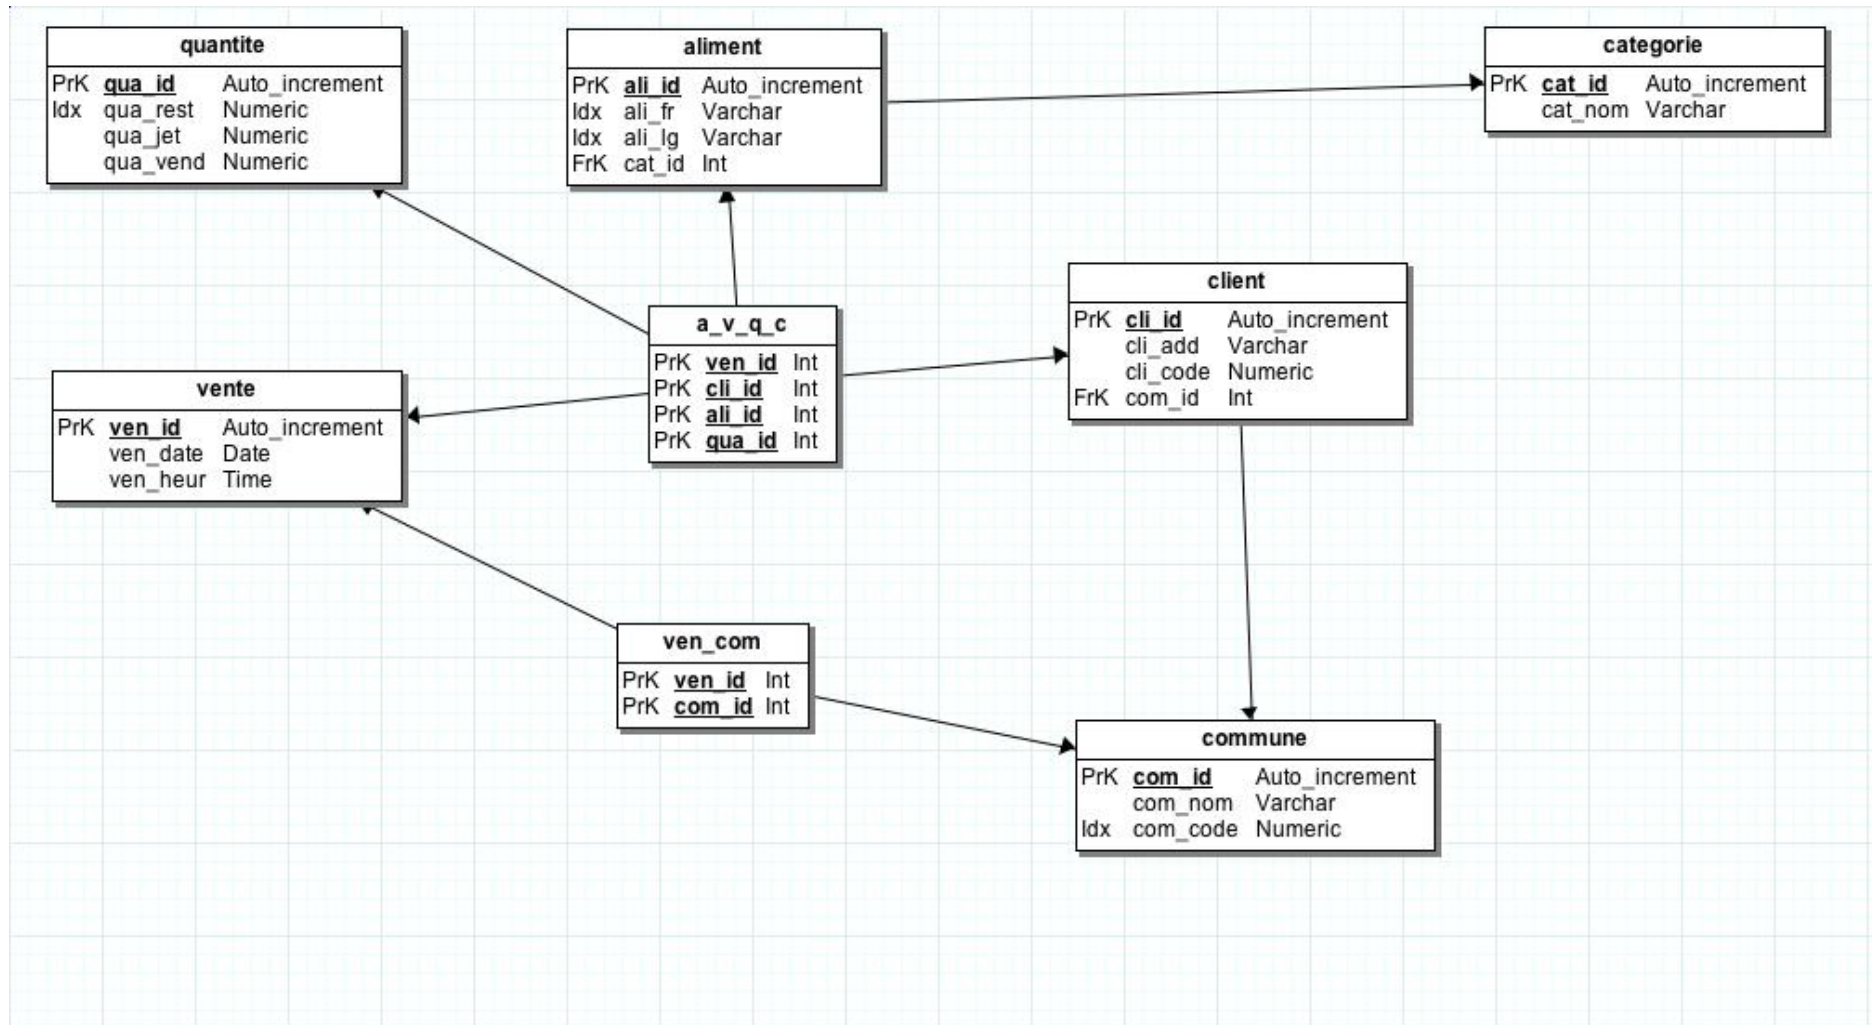 quantite
PrK qua_id Auto_increment
Idx qua_rest Numeric
qua_jet Numeric
qua_vend Numeric
aliment
PrK ali_id Auto_increment
Idx ali_fr Varchar
Idx ali_lg Varchar
FrK cat_id Int
categorie
PrK cat_id Auto_increment
cat_nom Varchar
a_v_q_c
PrK ven_id Int
PrK cli_id Int
PrK ali_id Int
PrK qua_id Int
client
PrK cli_id Auto_increment
cli_add Varchar
cli_code Numeric
FrK com_id Int
vente
PrK ven_id Auto_increment
ven_date Date
ven_heur Time
ven_com
PrK ven_id Int
PrK com_id Int
commune
PrK com_id Auto_increment
com_nom Varchar
Idx com_code Numeric